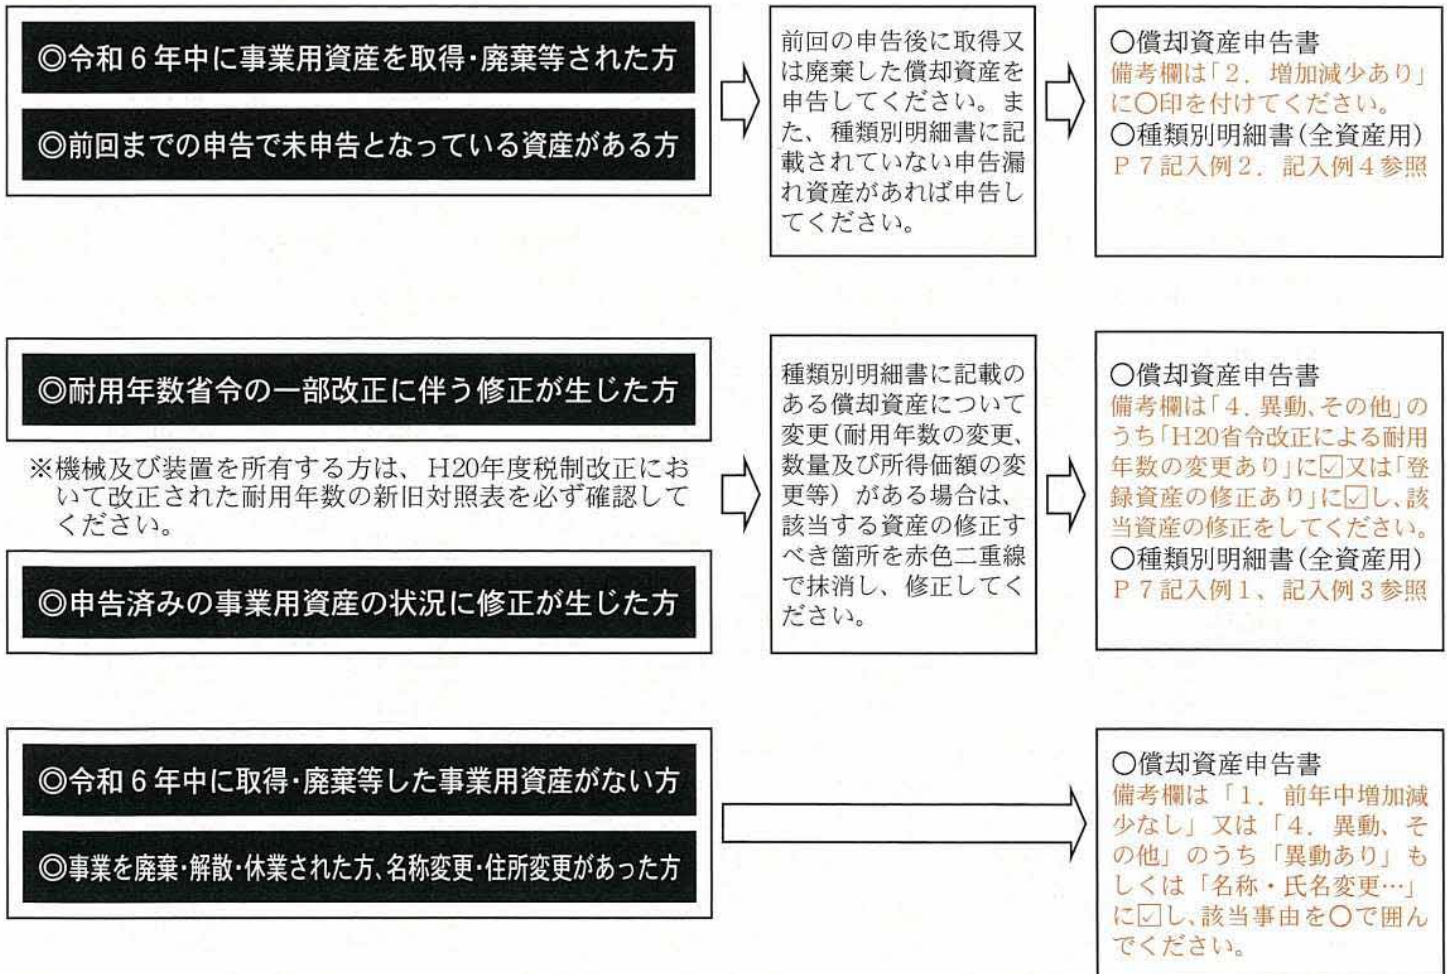 ◎令和６年中に事業用資産を取得・廃棄等された方
◎前回までの申告で未申告となっている資産がある方
前回の申告後に取得又
は廃棄した償却資産を
申告してください。ま
た、種類別明細書に記
載されていない申告漏
れ資産があれば申告し
てください。
○償却資産申告書
備考欄は「２．増加減少あり」
に○印を付けてください。
○種類別明細書(全資産用)
Ｐ７記入例２．記入例４参照
◎耐用年数省令の一部改正に伴う修正が生じた方
※機械及び装置を所有する方は、H20年度税制改正にお
いて改正された耐用年数の新旧対照表を必ず確認して
ください。
◎申告済みの事業用資産の状況に修正が生じた方
種類別明細書に記載の
ある償却資産について
変更(耐用年数の変更、
数量及び所得価額の変
更等）がある場合は、
該当する資産の修正す
べき箇所を赤色二重線
で抹消し、修正してく
ださい。
○償却資産申告書
備考欄は「４．異動、その他」の
うち「H20省令改正による耐用
年数の変更あり」に☑又は「登
録資産の修正あり」に☑し、該
当資産の修正をしてください。
○種類別明細書(全資産用)
Ｐ７記入例１、記入例３参照
◎令和６年中に取得・廃棄等した事業用資産がない方
◎事業を廃棄・解散・休業された方、名称変更・住所変更があった方
○償却資産申告書
備考欄は「１．前年中増加減
少なし」又は「４．異動、そ
の他」のうち「異動あり」も
しくは「名称・氏名変更…」
に☑し、該当事由を○で囲ん
でください。